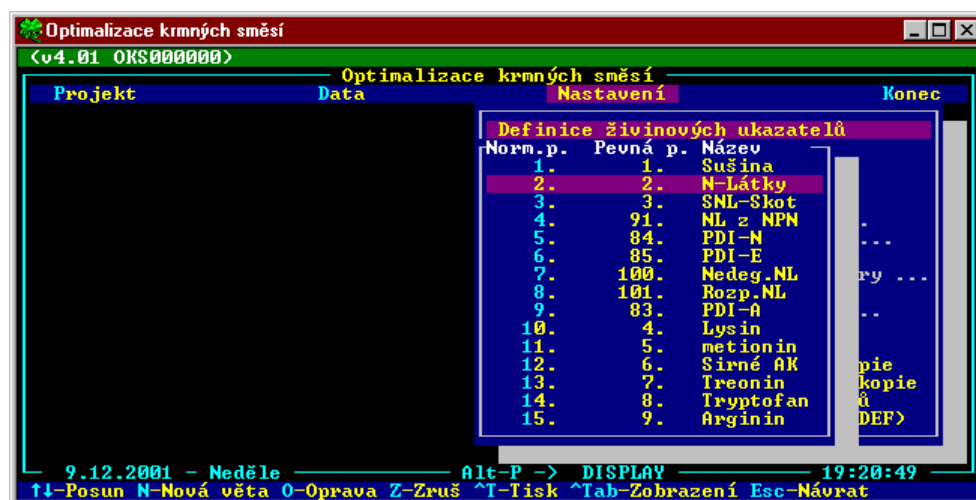 Optimalizace krmných směsí
(v4.01 OKS000000)
Optimalizace krmných směsí
Projekt Data Nastavení Konec
Definice živinových ukazatelů
Norm.p. Pevná p. Název
1. 1. Sušina
2. 2. N-Látky
3. 3. SNL-Skot
4. 91. NL z NPN .
5. 84. PDI-N ...
6. 85. PDI-E
7. 100. Nedeg.NL ry ...
8. 101. Rozp.NL
9. 83. PDI-A ..
10. 4. Lysin
11. 5. metionin
12. 6. Sirné AK pie
13. 7. Treonin kopie
14. 8. Tryptofan ů
15. 9. Arginin DEF)
9.12.2001 - Neděle Alt-P -> DISPLAY 19:20:49
↑↓-Posun N-Nová věta O-Oprava Z-Zruš ^T-Tisk ^Tab-Zobrazení Esc-Návrat